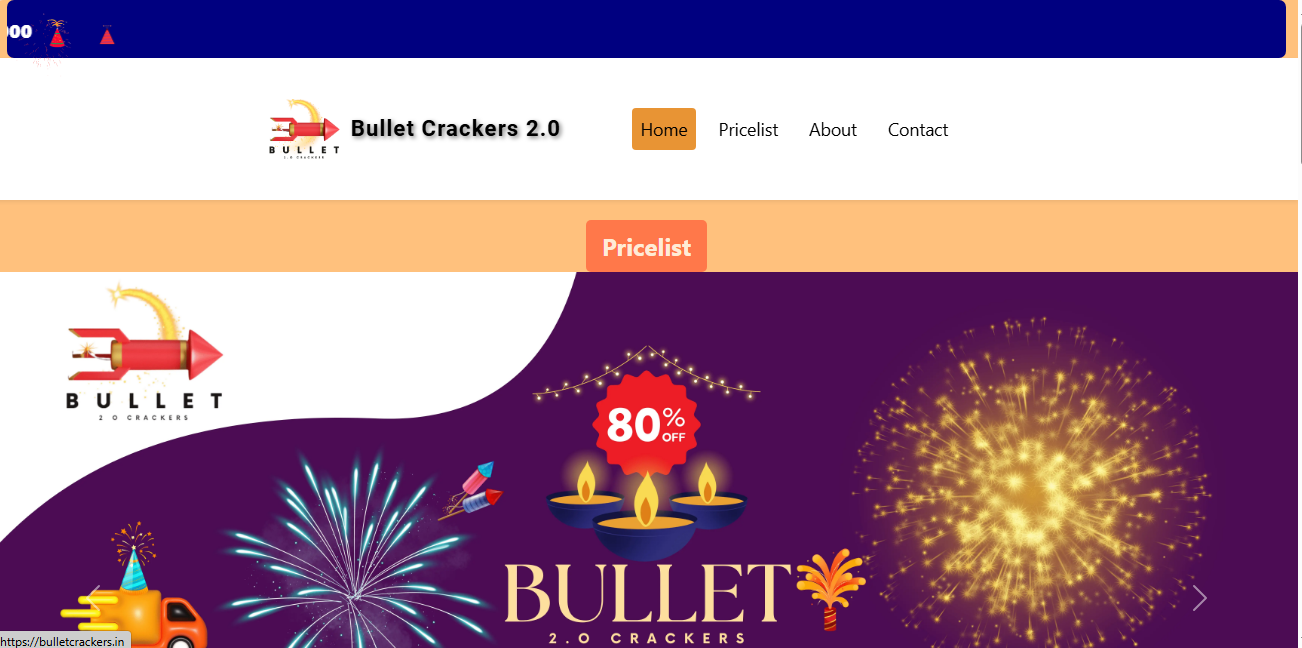 000
BULLET
2.0 CRACKERS
Bullet Crackers 2.0
Home
Pricelist
About
Contact
Pricelist
BULLET
2.0 CRACKERS
80% OFF
BULLET
2.0 CRACKERS
https://bulletcrackers.in